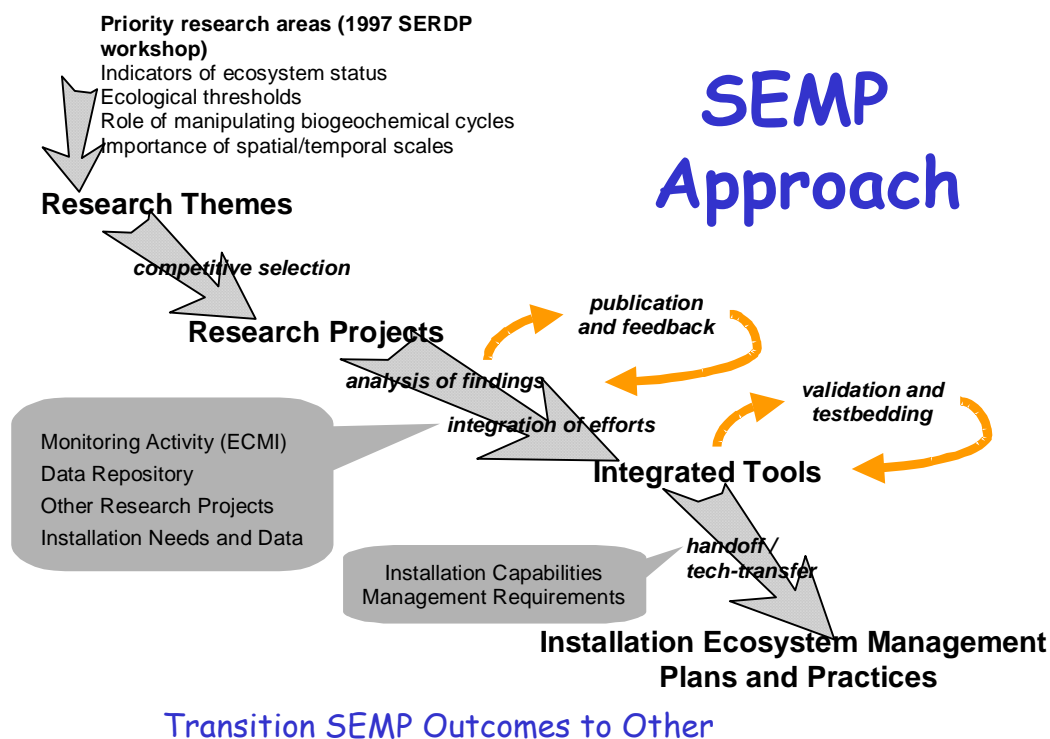 Priority research areas (1997 SERDP
workshop)
Indicators of ecosystem status
Ecological thresholds
Role of manipulating biogeochemical cycles
Importance of spatial/temporal scales
SEMP
Approach
Research Themes
competitive selection
Research Projects
publication
and feedback
analysis of findings
integration of efforts
validation and
testbedding
Monitoring Activity (ECMI)
Data Repository
Other Research Projects
Installation Needs and Data
Integrated Tools
handoff /
tech-transfer
Installation Capabilities
Management Requirements
Installation Ecosystem Management
Plans and Practices
Transition SEMP Outcomes to Other